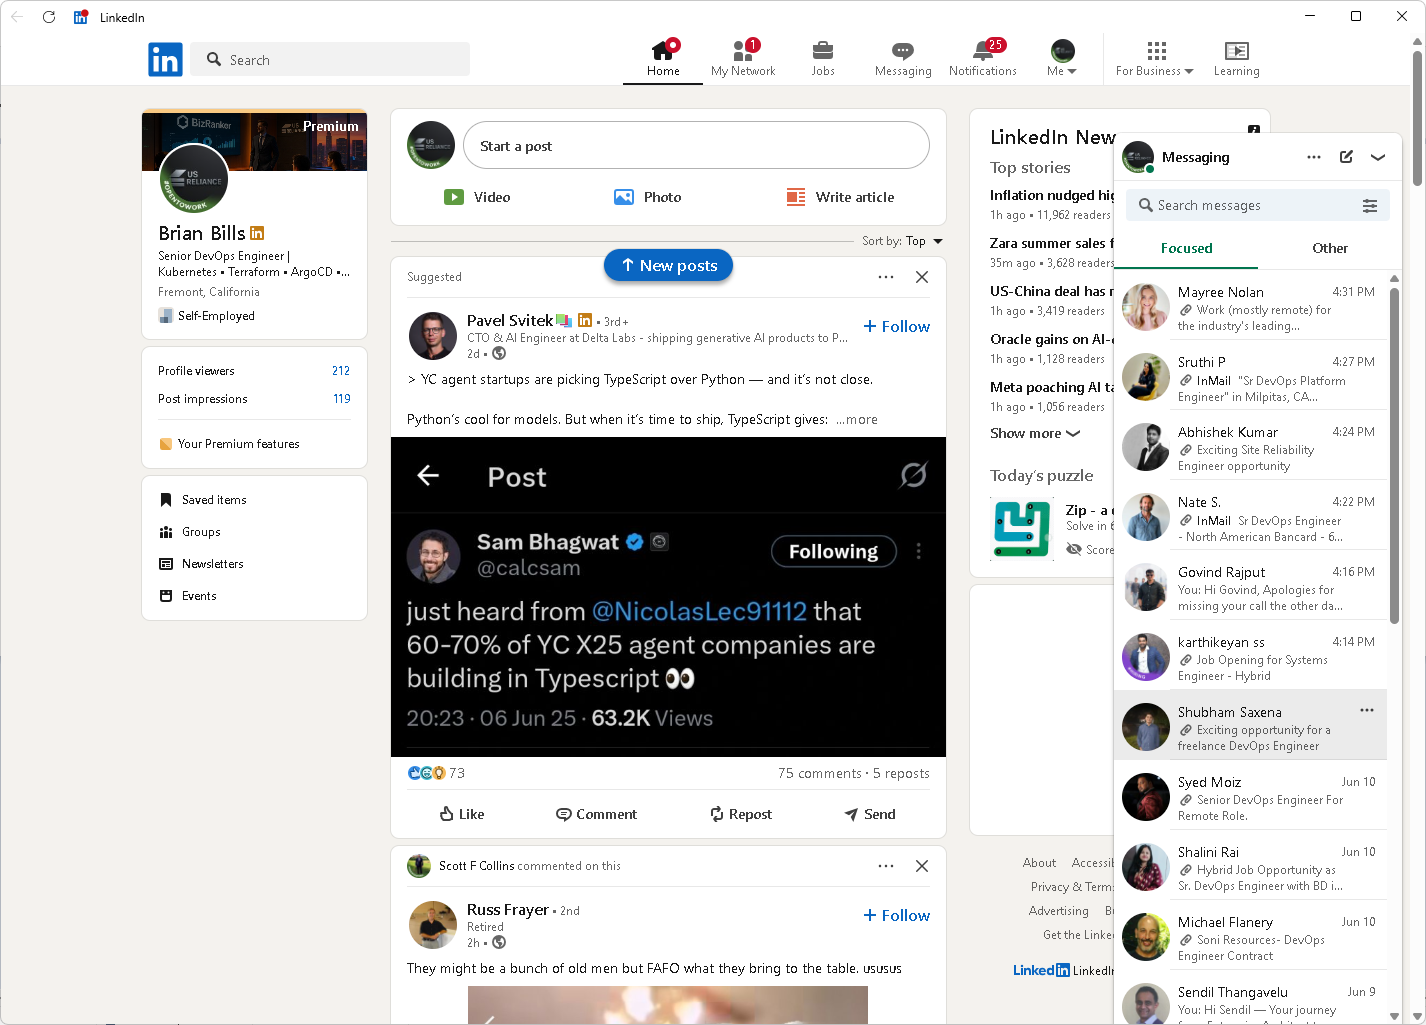 LinkedIn
in
Search
Home
My Network
1
Jobs
Messaging
Notifications
25
Me
For Business
Learning
BizRanker
Premium
US
RELIANCE
#OPENTOWORK
Brian Bills
Senior DevOps Engineer |
Kubernetes • Terraform • ArgoCD •...
Fremont, California
Self-Employed
Profile viewers 212
Post impressions 119
Your Premium features
Saved items
Groups
Newsletters
Events
Start a post
Video
Photo
Write article
Sort by: Top
New posts
Suggested
Pavel Svitek • 3rd+
CTO & AI Engineer at Delta Labs - shipping generative AI products to P...
2d •
+ Follow
> YC agent startups are picking TypeScript over Python — and it's not close.
Python's cool for models. But when it's time to ship, TypeScript gives: ...more
Post
Sam Bhagwat
@calcsam
Following
just heard from @NicolasLec91112 that
60-70% of YC X25 agent companies are
building in Typescript 👀
20:23 · 06 Jun 25 · 63.2K Views
73
75 comments · 5 reposts
Like
Comment
Repost
Send
Scott F Collins commented on this
Russ Frayer • 2nd
Retired
2h •
+ Follow
They might be a bunch of old men but FAFO what they bring to the table. ususus
LinkedIn New
Top stories
Inflation nudged hig
1h ago • 11,962 readers
Zara summer sales f
35m ago • 3,628 readers
US-China deal has r
1h ago • 3,419 readers
Oracle gains on AI-
1h ago • 1,128 readers
Meta poaching AI ta
1h ago • 1,056 readers
Show more
Today's puzzle
Zip - a
Solve in 6
Score
About Accessib
Privacy & Terms
Advertising Bu
Get the Linke
LinkedIn LinkedIn
Messaging
Search messages
Focused
Other
Mayree Nolan 4:31 PM
Work (mostly remote) for
the industry's leading...
Sruthi P 4:27 PM
InMail "Sr DevOps Platform
Engineer" in Milpitas, CA...
Abhishek Kumar 4:24 PM
Exciting Site Reliability
Engineer opportunity
Nate S. 4:22 PM
InMail Sr DevOps Engineer
- North American Bancard - 6...
Govind Rajput 4:16 PM
You: Hi Govind, Apologies for
missing your call the other da...
karthikeyan ss 4:14 PM
Job Opening for Systems
Engineer - Hybrid
Shubham Saxena
Exciting opportunity for a
freelance DevOps Engineer
Syed Moiz Jun 10
Senior DevOps Engineer For
Remote Role.
Shalini Rai Jun 10
Hybrid Job Opportunity as
Sr. DevOps Engineer with BD i...
Michael Flanery Jun 10
Soni Resources- DevOps
Engineer Contract
Sendil Thangavelu Jun 9
You: Hi Sendil — Your journey